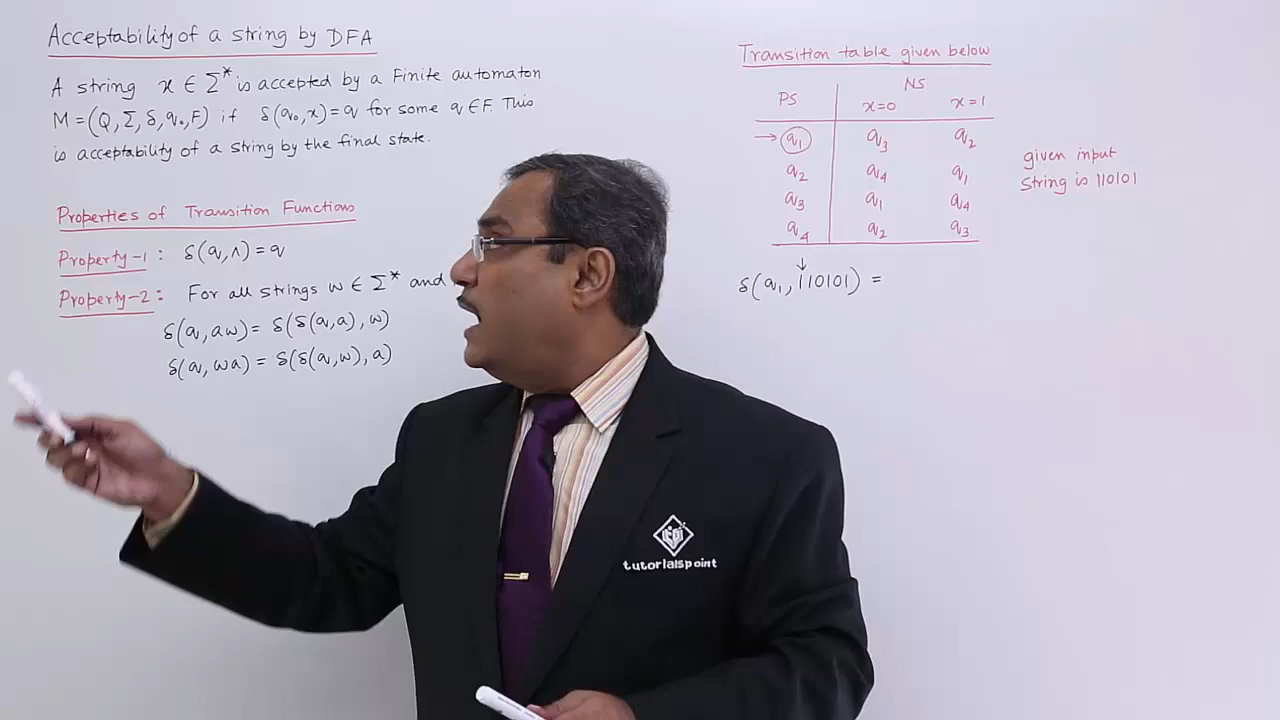 Acceptability of a string by DFA
A string x ∈ Σ* is accepted by a Finite automaton
M = (Q, Σ, δ, q₀, F) if δ(q₀, x) = q for some q ∈ F. This
is acceptability of a string by the final state.
Properties of Transition Functions
Property-1: δ(q, Λ) = q
Property-2: For all strings w ∈ Σ* and
δ(q, aw) = δ(δ(q, a), w)
δ(q, wa) = δ(δ(q, w), a)
Transition table given below
PS NS
x=0 x=1
→ q₁ q₃ q₂
q₂ q₄ q₁
q₃ q₁ q₄
q₄ q₂ q₃
given input
String is 110101
↓
δ(q₁, 110101) =
tutorialspoint